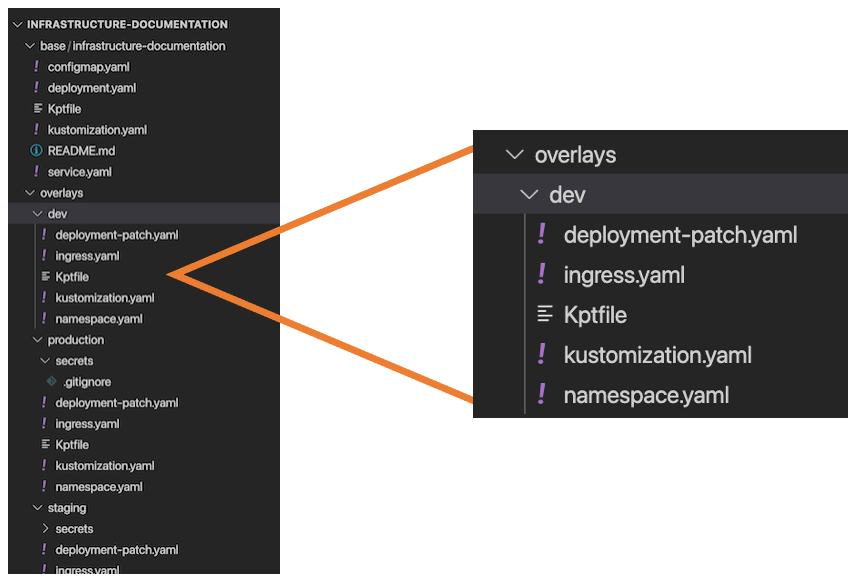 INFRASTRUCTURE-DOCUMENTATION
base / infrastructure-documentation
configmap.yaml
deployment.yaml
Kptfile
kustomization.yaml
README.md
service.yaml
overlays
dev
deployment-patch.yaml
ingress.yaml
Kptfile
kustomization.yaml
namespace.yaml
production
secrets
.gitignore
deployment-patch.yaml
ingress.yaml
Kptfile
kustomization.yaml
namespace.yaml
staging
secrets
deployment-patch.yaml
ingress.yaml
overlays
dev
deployment-patch.yaml
ingress.yaml
Kptfile
kustomization.yaml
namespace.yaml